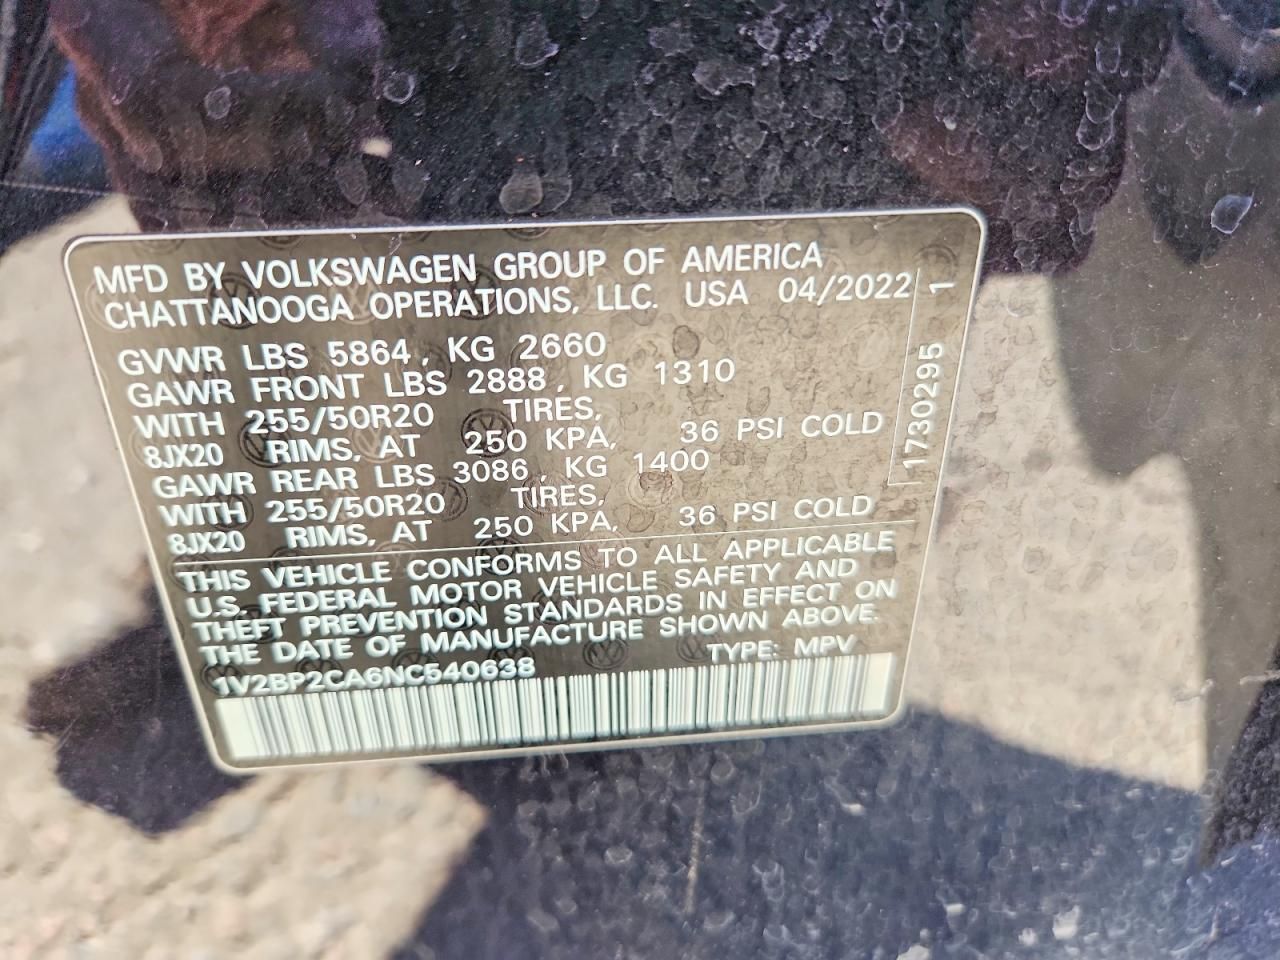 MFD BY VOLKSWAGEN GROUP OF AMERICA
CHATTANOOGA OPERATIONS, LLC. USA 04/2022
GVWR LBS 5864, KG 2660
GAWR FRONT LBS 2888, KG 1310
WITH 255/50R20 TIRES,
8JX20 RIMS, AT 250 KPA, 36 PSI COLD
GAWR REAR LBS 3086, KG 1400
WITH 255/50R20 TIRES,
8JX20 RIMS, AT 250 KPA, 36 PSI COLD
1730295 1
THIS VEHICLE CONFORMS TO ALL APPLICABLE
U.S. FEDERAL MOTOR VEHICLE SAFETY AND
THEFT PREVENTION STANDARDS IN EFFECT ON
THE DATE OF MANUFACTURE SHOWN ABOVE.
1V2BP2CA6NC540638 TYPE: MPV